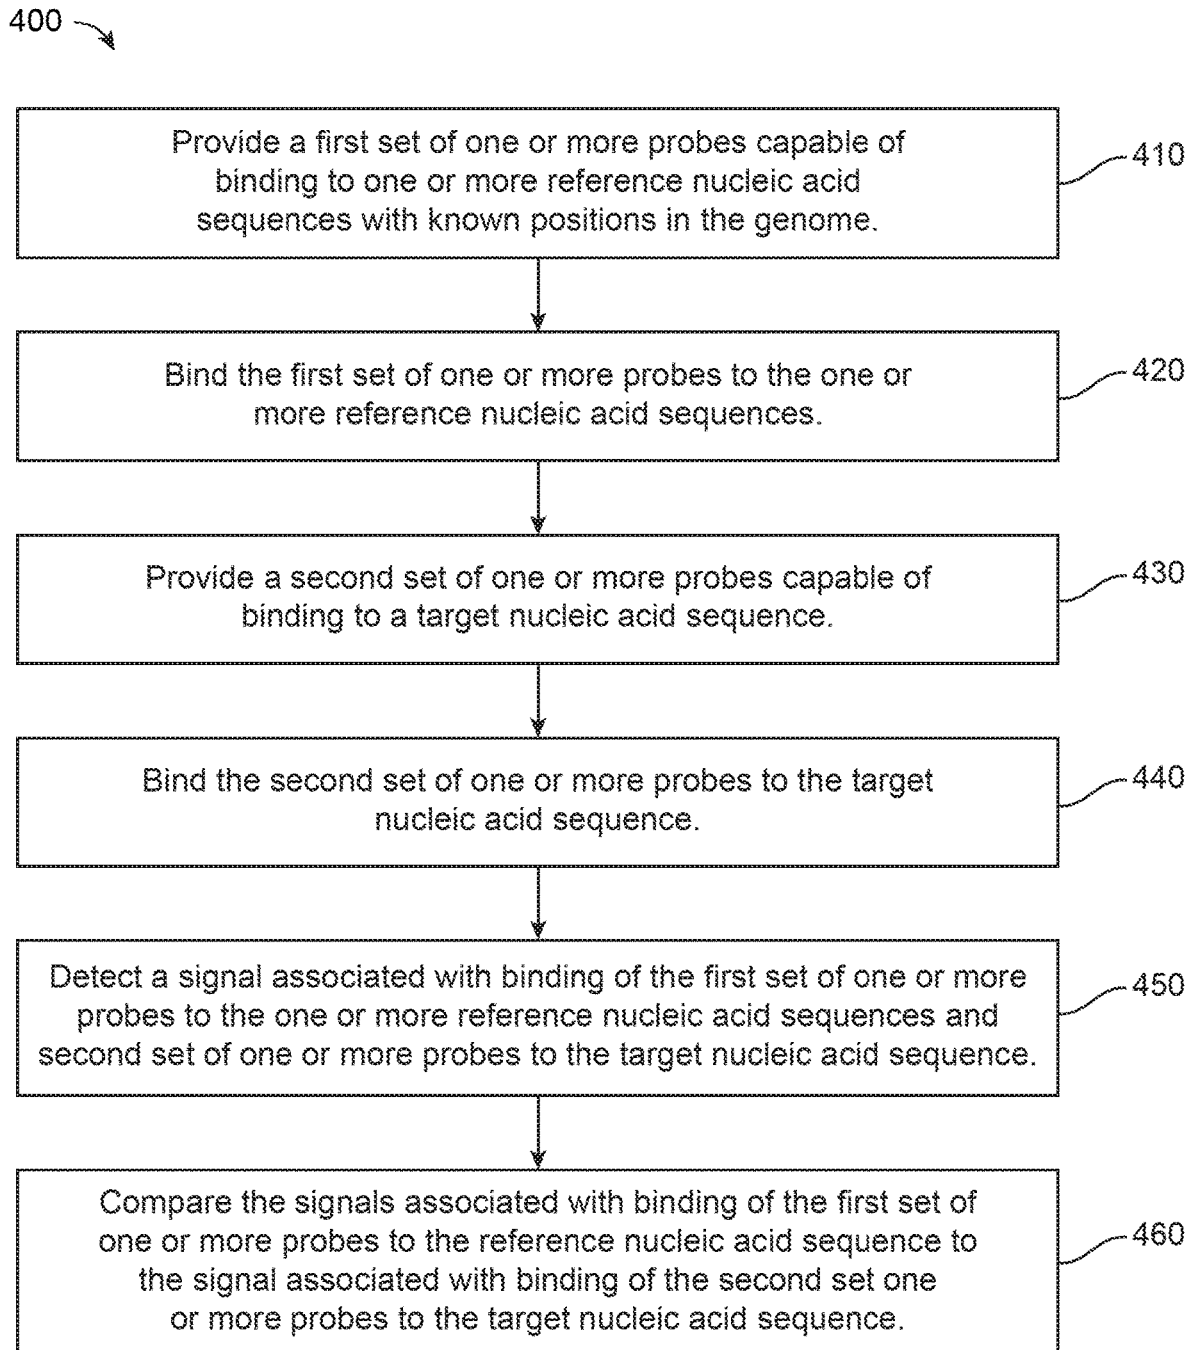 400
Provide a first set of one or more probes capable of
binding to one or more reference nucleic acid
sequences with known positions in the genome.
410
Bind the first set of one or more probes to the one or
more reference nucleic acid sequences.
420
Provide a second set of one or more probes capable of
binding to a target nucleic acid sequence.
430
Bind the second set of one or more probes to the target
nucleic acid sequence.
440
Detect a signal associated with binding of the first set of one or more
probes to the one or more reference nucleic acid sequences and
second set of one or more probes to the target nucleic acid sequence.
450
Compare the signals associated with binding of the first set of
one or more probes to the reference nucleic acid sequence to
the signal associated with binding of the second set one
or more probes to the target nucleic acid sequence.
460